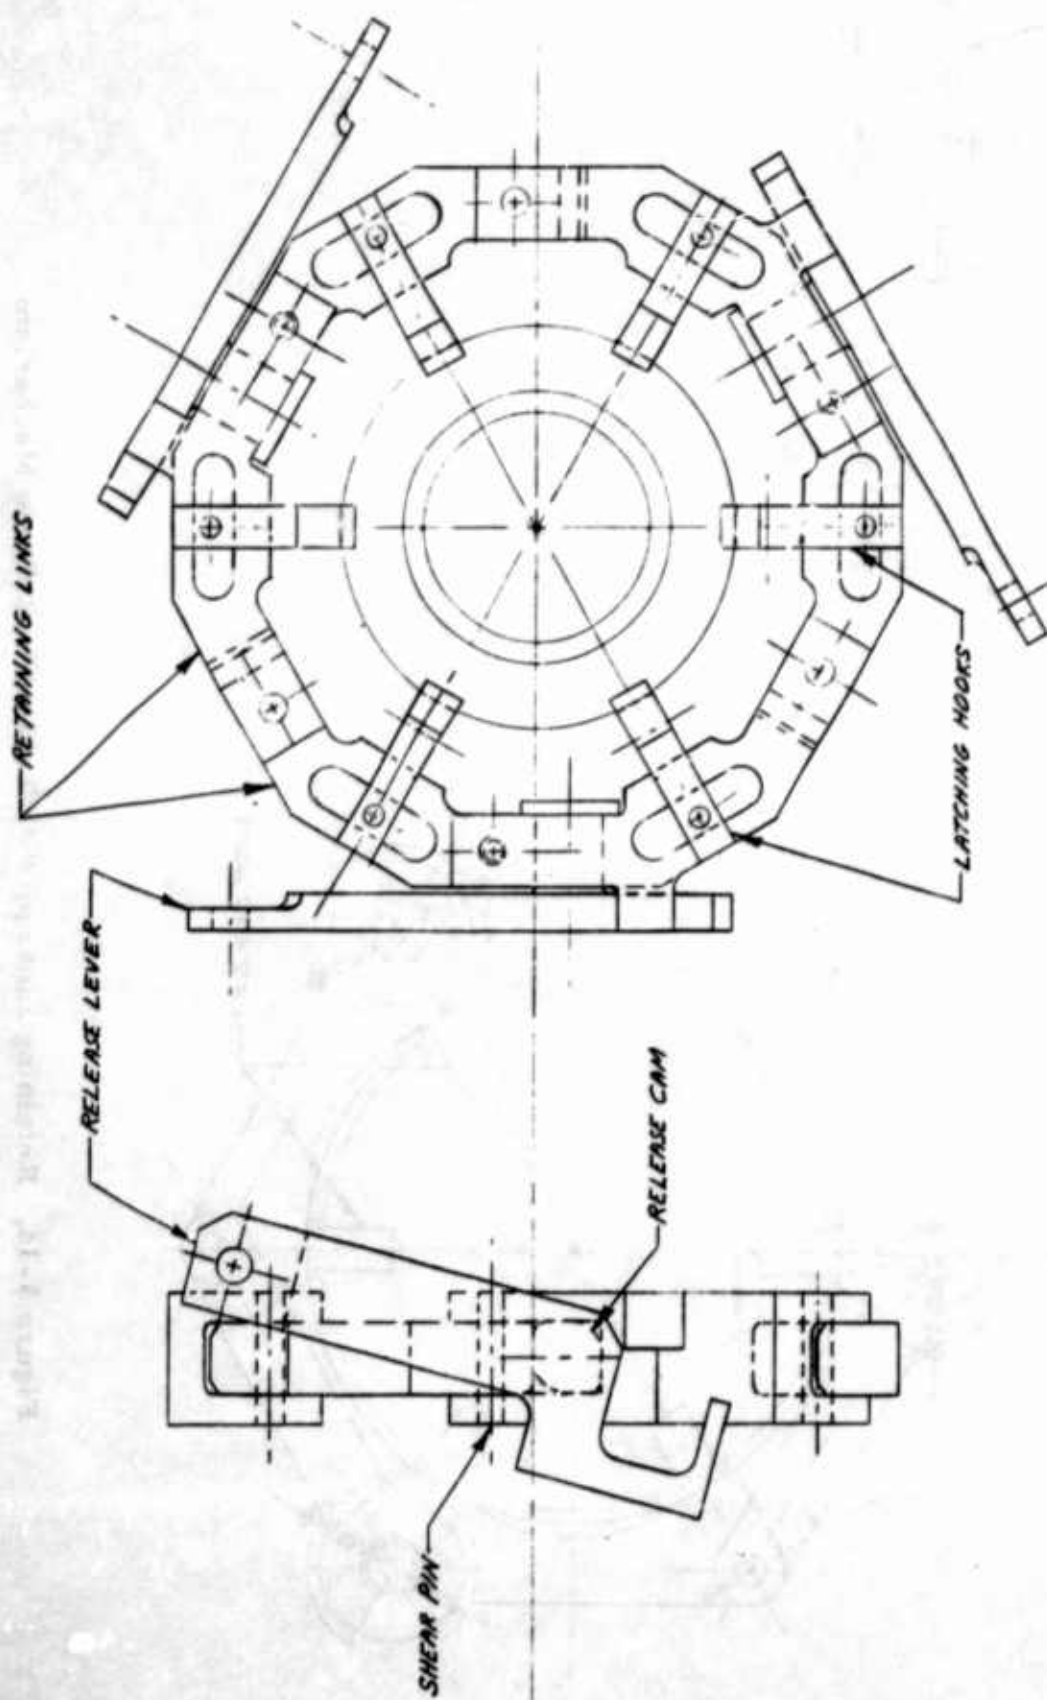 RETAINING LINKS
RELEASE LEVER
LATCHING HOOKS
RELEASE CAM
SHEAR PIN